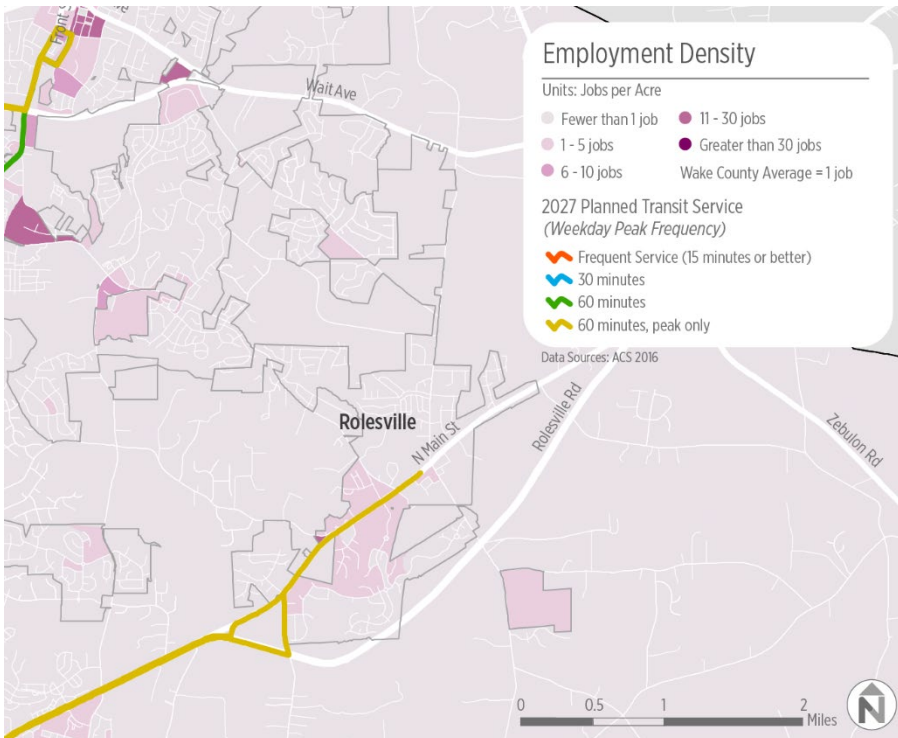 Front S
ve
Wait Ave
Employment Density
Units: Jobs per Acre
Fewer than 1 job
11 - 30 jobs
1 - 5 jobs
Greater than 30 jobs
6 - 10 jobs
Wake County Average = 1 job
2027 Planned Transit Service
(Weekday Peak Frequency)
Frequent Service (15 minutes or better)
30 minutes
60 minutes
60 minutes, peak only
Data Sources: ACS 2016
Rolesville
N Main St
Rolesville Rd
Zebulon Rd
0 0.5 1 2
Miles
N